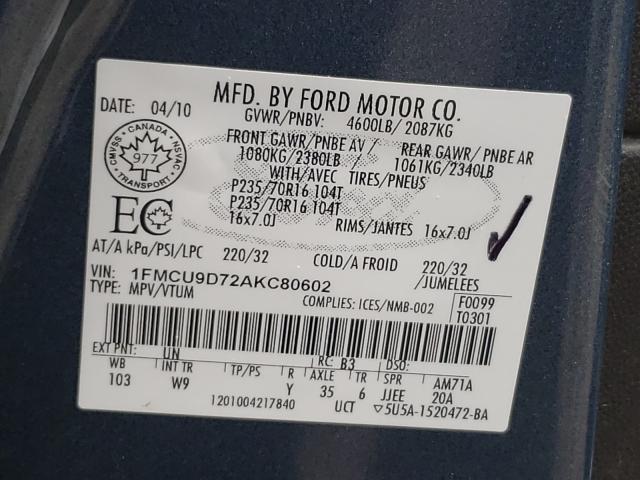 MFD. BY FORD MOTOR CO.
DATE: 04/10
GVWR/PNBV: 4600LB/ 2087KG
FRONT GAWR/PNBE AV / REAR GAWR/ PNBE AR
1080KG/2380LB 1061KG/2340LB
WITH/AVEC TIRES/PNEUS
P235/70R16 104T
P235/70R16 104T
16x7.0J RIMS/JANTES 16x7.0J
CANADA
CMVSS 977 NSVAC
TRANSPORT
EC
AT/A kPa/PSI/LPC 220/32 COLD/A FROID 220/32
/JUMELEES
VIN: 1FMCU9D72AKC80602
TYPE: MPV/VTUM COMPLIES: ICES/NMB-002
F0099
T0301
EXT PNT: UN RC: B3 DSO:
WB INT TR TP/PS R AXLE TR SPR AM71A
103 W9 Y 35 6 JJEE 20A
1201004217840 UCT ▽5U5A-1520472-BA